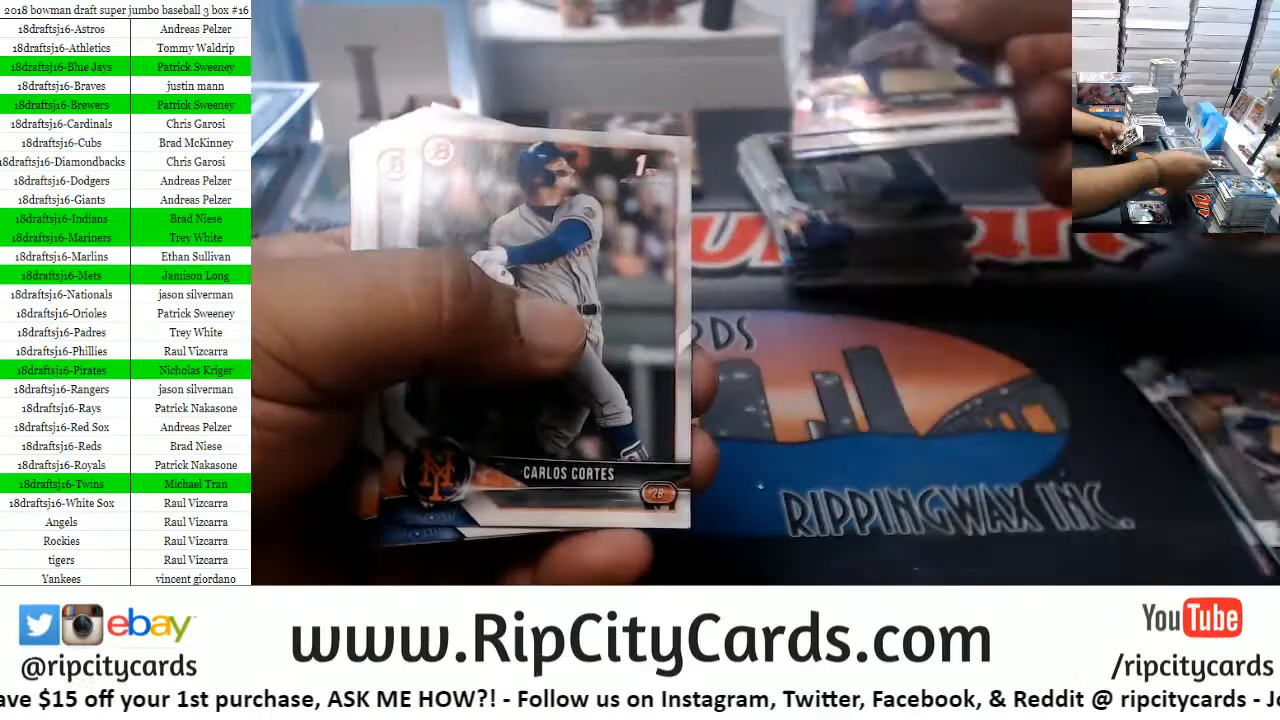 2018 bowman draft super jumbo baseball 3 box #16
18draftsj16-Astros Andreas Pelzer
18draftsj16-Athletics Tommy Waldrip
18draftsj16-Blue Jays Patrick Sweeney
18draftsj16-Braves justin mann
18draftsj16-Brewers Patrick Sweeney
18draftsj16-Cardinals Chris Garosi
18draftsj16-Cubs Brad McKinney
18draftsj16-Diamondbacks Chris Garosi
18draftsj16-Dodgers Andreas Pelzer
18draftsj16-Giants Andreas Pelzer
18draftsj16-Indians Brad Niese
18draftsj16-Mariners Trey White
18draftsj16-Marlins Ethan Sullivan
18draftsj16-Mets Jamison Long
18draftsj16-Nationals jason silverman
18draftsj16-Orioles Patrick Sweeney
18draftsj16-Padres Trey White
18draftsj16-Phillies Raul Vizcarra
18draftsj16-Pirates Nicholas Kriger
18draftsj16-Rangers jason silverman
18draftsj16-Rays Patrick Nakasone
18draftsj16-Red Sox Andreas Pelzer
18draftsj16-Reds Brad Niese
18draftsj16-Royals Patrick Nakasone
18draftsj16-Twins Michael Tran
18draftsj16-White Sox Raul Vizcarra
Angels Raul Vizcarra
Rockies Raul Vizcarra
tigers Raul Vizcarra
Yankees vincent giordano
1st
CARLOS CORTES
2B
RDS
RIPPINGWAX INC.
ebay
@ripcitycards
www.RipCityCards.com
YouTube
/ripcitycards
ave $15 off your 1st purchase, ASK ME HOW?! - Follow us on Instagram, Twitter, Facebook, & Reddit @ ripcitycards - Jo